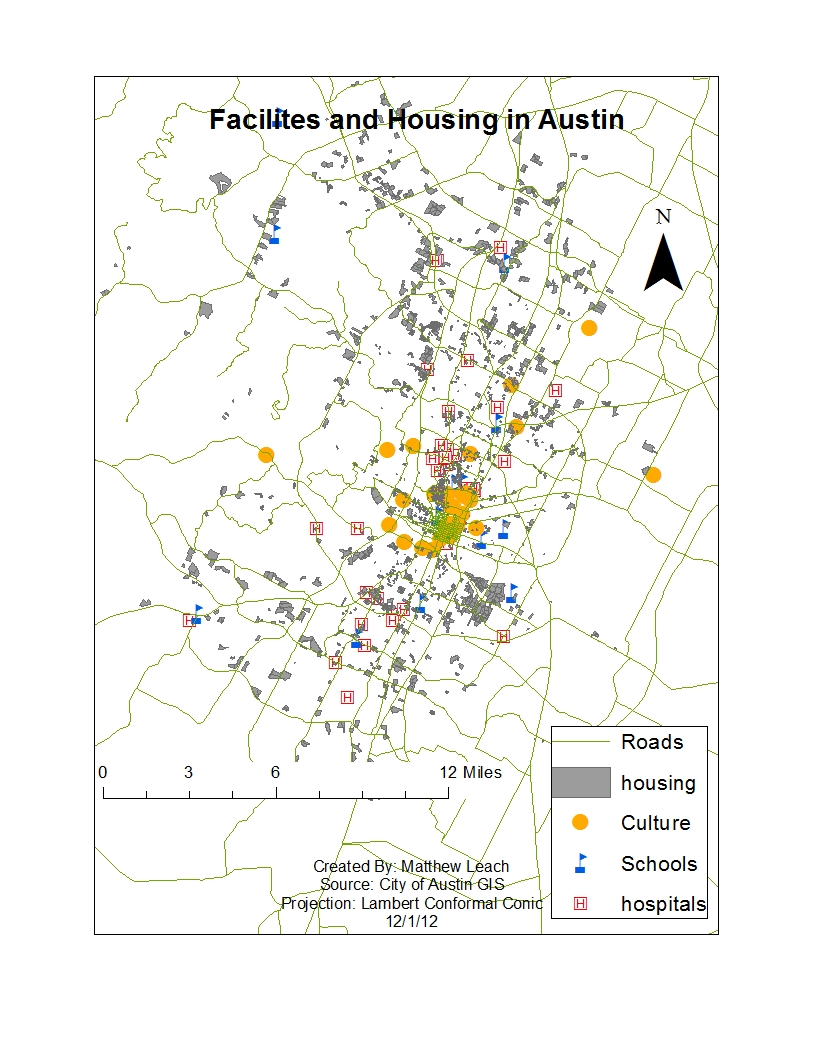 Facilites and Housing in Austin
N
0 3 6 12 Miles
Roads
housing
Culture
Schools
hospitals
Created By: Matthew Leach
Source: City of Austin GIS
Projection: Lambert Conformal Conic
12/1/12